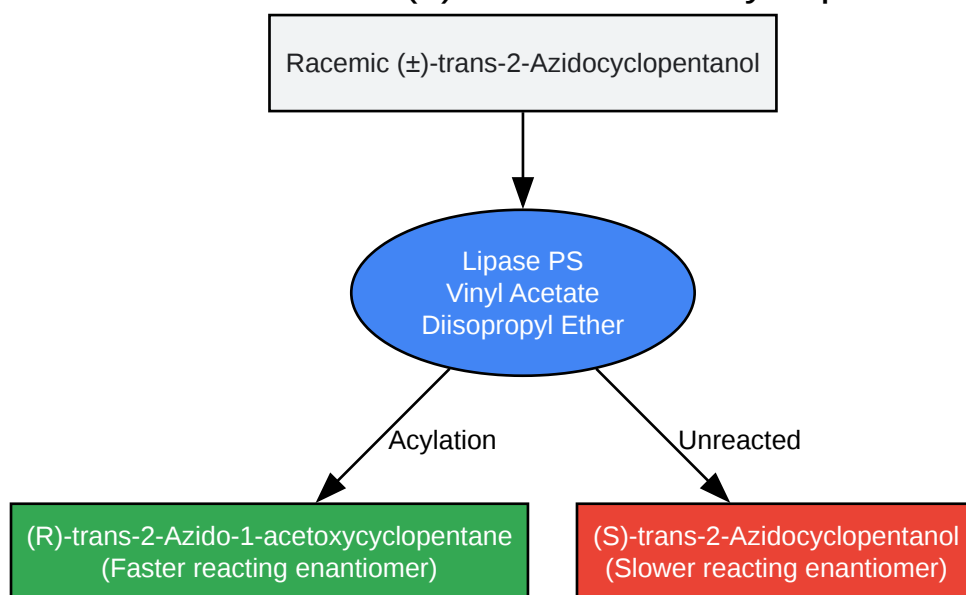 Racemic (±)-trans-2-Azidocyclopentanol
Lipase PS
Vinyl Acetate
Diisopropyl Ether
Acylation
Unreacted
(R)-trans-2-Azido-1-acetoxycyclopentane
(Faster reacting enantiomer)
(S)-trans-2-Azidocyclopentanol
(Slower reacting enantiomer)